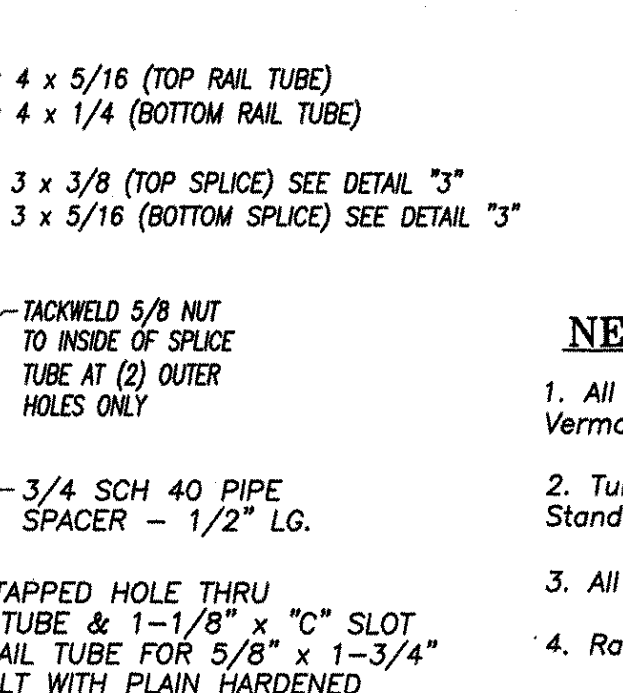 4 x 5/16 (TOP RAIL TUBE)
4 x 1/4 (BOTTOM RAIL TUBE)
3 x 3/8 (TOP SPLICE) SEE DETAIL "3"
3 x 5/16 (BOTTOM SPLICE) SEE DETAIL "3"
TACKWELD 5/8 NUT
TO INSIDE OF SPLICE
TUBE AT (2) OUTER
HOLES ONLY
3/4 SCH 40 PIPE
SPACER – 1/2" LG.
TAPPED HOLE THRU
TUBE & 1-1/8" x "C" SLOT
AIL TUBE FOR 5/8" x 1-3/4"
LT WITH PLAIN HARDENED
NE
1. All
Vermo
2. Tu
Stand
3. All
4. Ra